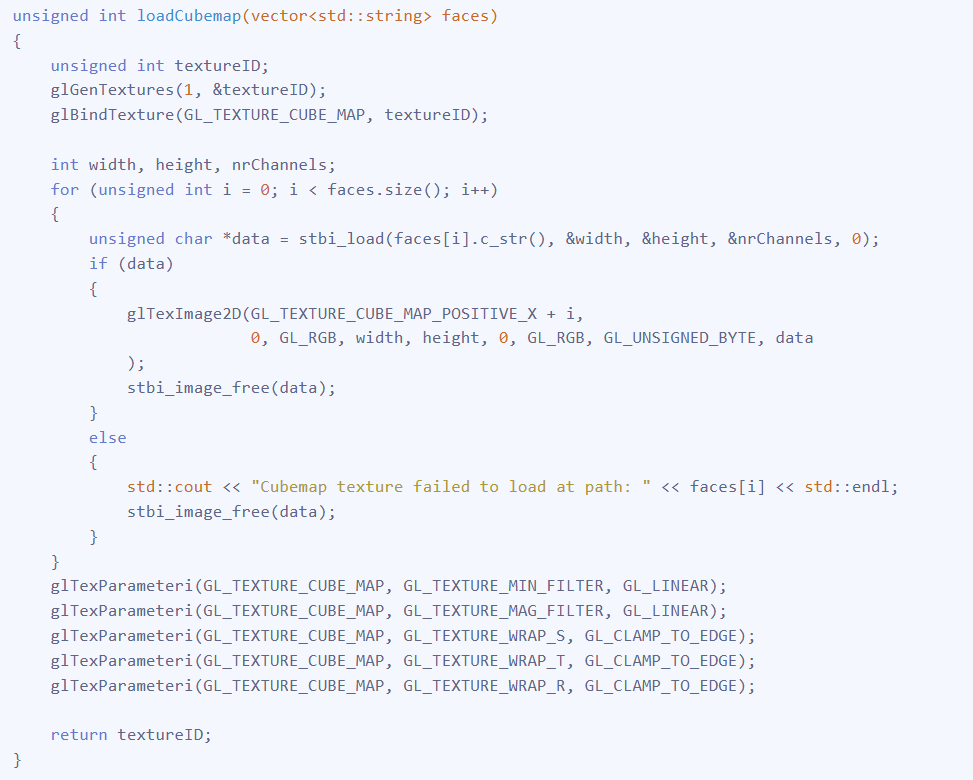 unsigned int loadCubemap(vector<std::string> faces)
{
    unsigned int textureID;
    glGenTextures(1, &textureID);
    glBindTexture(GL_TEXTURE_CUBE_MAP, textureID);

    int width, height, nrChannels;
    for (unsigned int i = 0; i < faces.size(); i++)
    {
        unsigned char *data = stbi_load(faces[i].c_str(), &width, &height, &nrChannels, 0);
        if (data)
        {
            glTexImage2D(GL_TEXTURE_CUBE_MAP_POSITIVE_X + i,
                         0, GL_RGB, width, height, 0, GL_RGB, GL_UNSIGNED_BYTE, data
            );
            stbi_image_free(data);
        }
        else
        {
            std::cout << "Cubemap texture failed to load at path: " << faces[i] << std::endl;
            stbi_image_free(data);
        }
    }
    glTexParameteri(GL_TEXTURE_CUBE_MAP, GL_TEXTURE_MIN_FILTER, GL_LINEAR);
    glTexParameteri(GL_TEXTURE_CUBE_MAP, GL_TEXTURE_MAG_FILTER, GL_LINEAR);
    glTexParameteri(GL_TEXTURE_CUBE_MAP, GL_TEXTURE_WRAP_S, GL_CLAMP_TO_EDGE);
    glTexParameteri(GL_TEXTURE_CUBE_MAP, GL_TEXTURE_WRAP_T, GL_CLAMP_TO_EDGE);
    glTexParameteri(GL_TEXTURE_CUBE_MAP, GL_TEXTURE_WRAP_R, GL_CLAMP_TO_EDGE);

    return textureID;
}